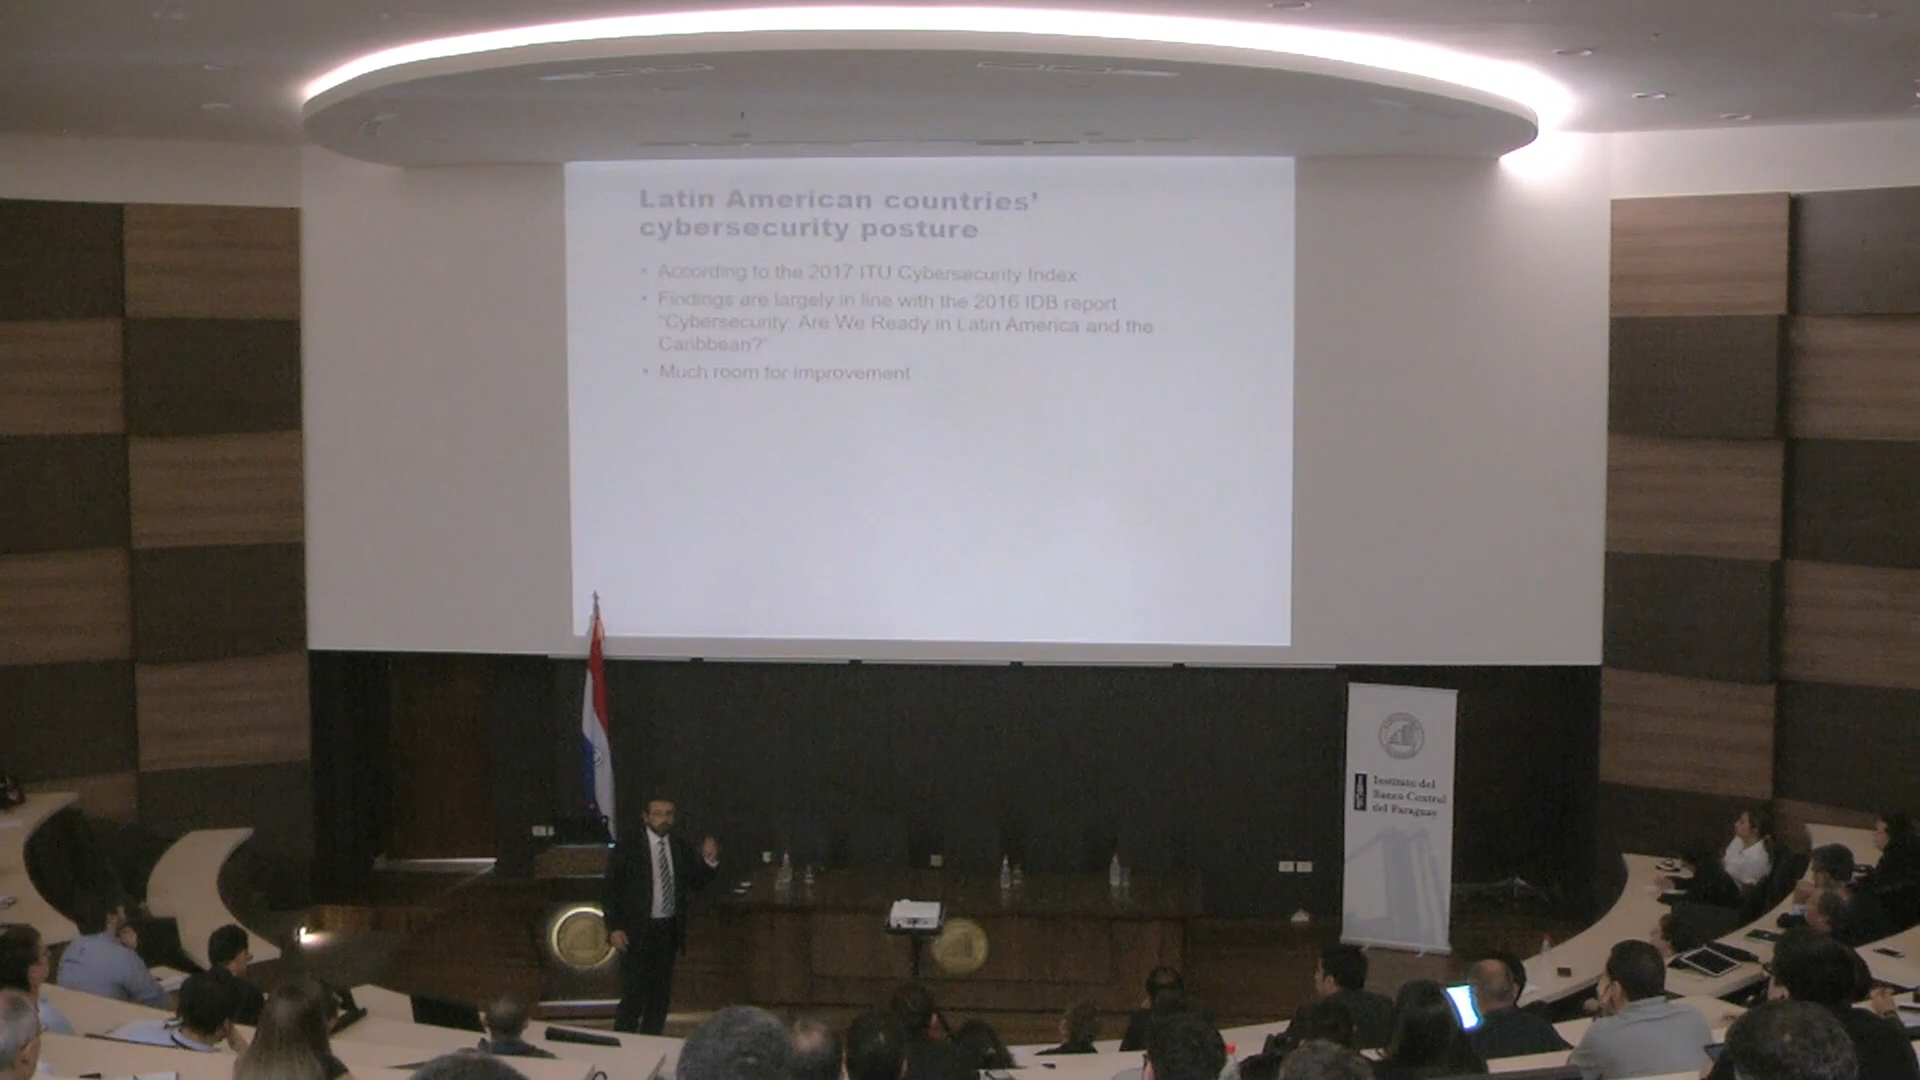 Latin American countries'
cybersecurity posture
• According to the 2017 ITU Cybersecurity Index
• Findings are largely in line with the 2016 IDB report
"Cybersecurity: Are We Ready in Latin America and the
Caribbean?"
• Much room for improvement
Instituto del
Banco Central
del Paraguay